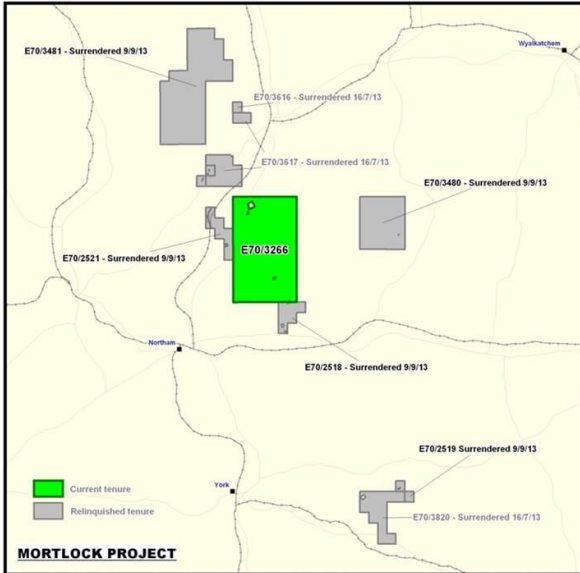 Wyalkatchem
E70/3481 - Surrendered 9/9/13
E70/3616 - Surrendered 16/7/13
E70/3617 - Surrendered 16/7/13
E70/3480 - Surrendered 9/9/13
E70/3266
E70/2521 - Surrendered 9/9/13
Northam
E70/2518 - Surrendered 9/9/13
E70/2519 Surrendered 9/9/13
York
Current tenure
Relinquished tenure
E70/3820 - Surrendered 16/7/13
MORTLOCK PROJECT